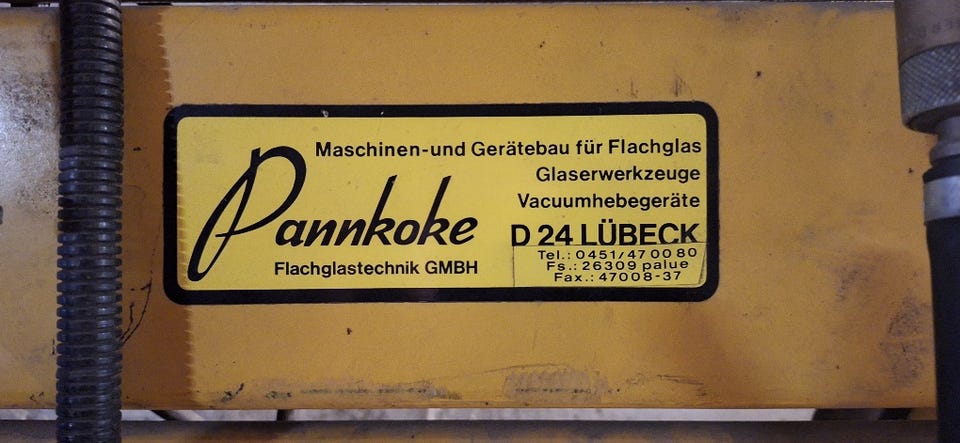 Pannkoke
Flachglastechnik GMBH
Maschinen-und Gerätebau für Flachglas
Glaserwerkzeuge
Vacuumhebegeräte
D 24 LÜBECK
Tel.: 0451/47 00 80
Fs.: 26309 palue
Fax.: 47008-37